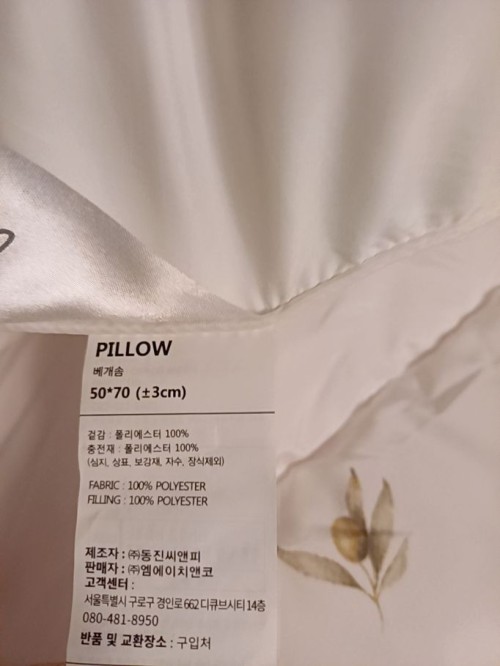 PILLOW
베개솜
50*70 (±3cm)
겉감 : 폴리에스터 100%
충전재 : 폴리에스터 100%
(심지, 상표, 보강재, 자수, 장식제외)
FABRIC : 100% POLYESTER
FILLING : 100% POLYESTER
제조자 : ㈜동진씨앤피
판매자 : ㈜엠에이치앤코
고객센터 :
서울특별시 구로구 경인로 662 디큐브시티 14층
080-481-8950
반품 및 교환장소 : 구입처